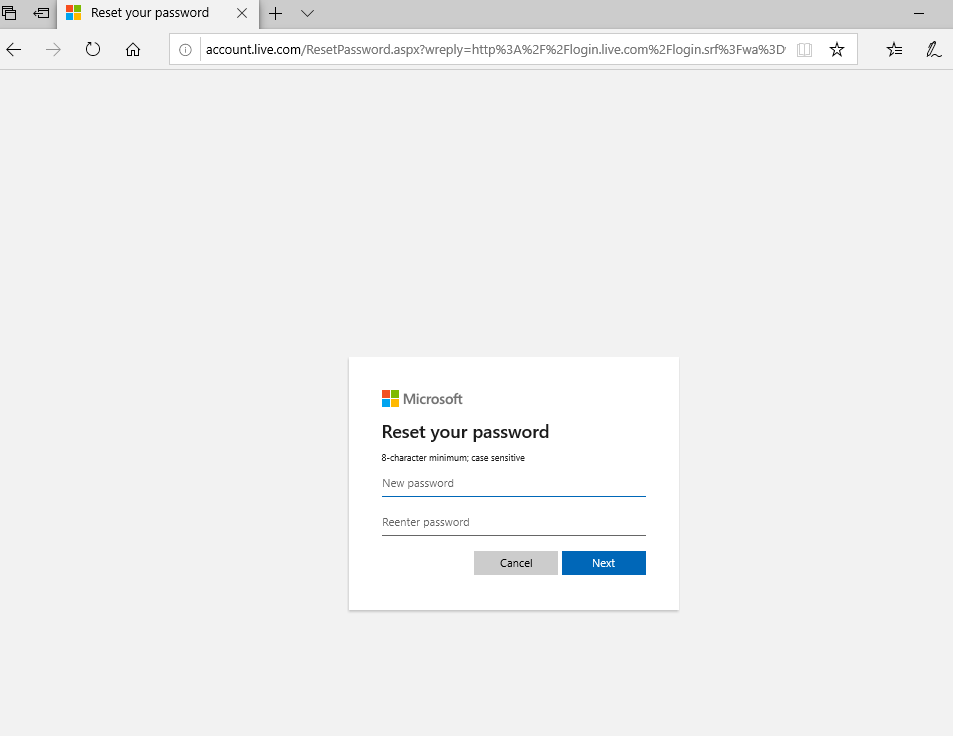 Reset your password
account.live.com/ResetPassword.aspx?wreply=http%3A%2F%2Flogin.live.com%2Flogin.srf%3Fwa%3D
Microsoft
Reset your password
8-character minimum; case sensitive
New password
Reenter password
Cancel
Next